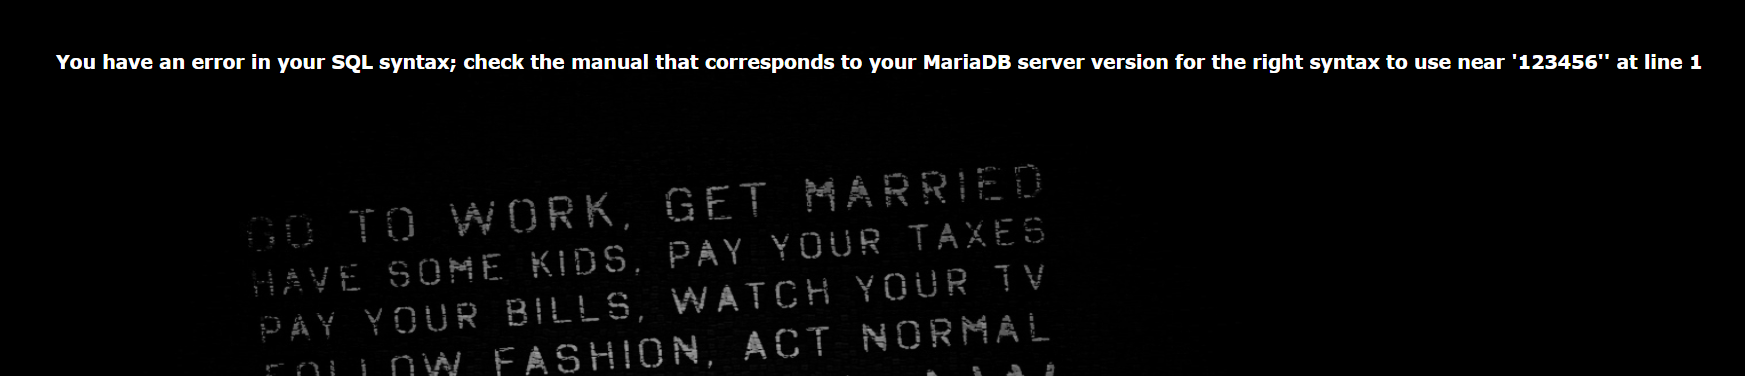 You have an error in your SQL syntax; check the manual that corresponds to your MariaDB server version for the right syntax to use near '123456'' at line 1
GO TO WORK, GET MARRIED
HAVE SOME KIDS, PAY YOUR TAXES
PAY YOUR BILLS, WATCH YOUR TV
FOLLOW FASHION, ACT NORMAL